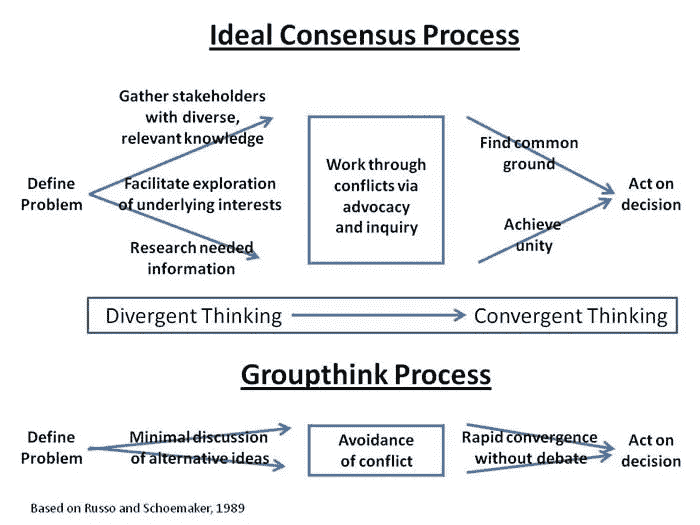 Ideal Consensus Process
Gather stakeholders
with diverse,
relevant knowledge
Define
Problem
Facilitate exploration
of underlying interests
Research needed
information
Work through
conflicts via
advocacy
and inquiry
Find common
ground
Achieve
unity
Act on
decision
Divergent Thinking
Convergent Thinking
Groupthink Process
Define
Problem
Minimal discussion
of alternative ideas
Avoidance
of conflict
Rapid convergence
without debate
Act on
decision
Based on Russo and Schoemaker, 1989